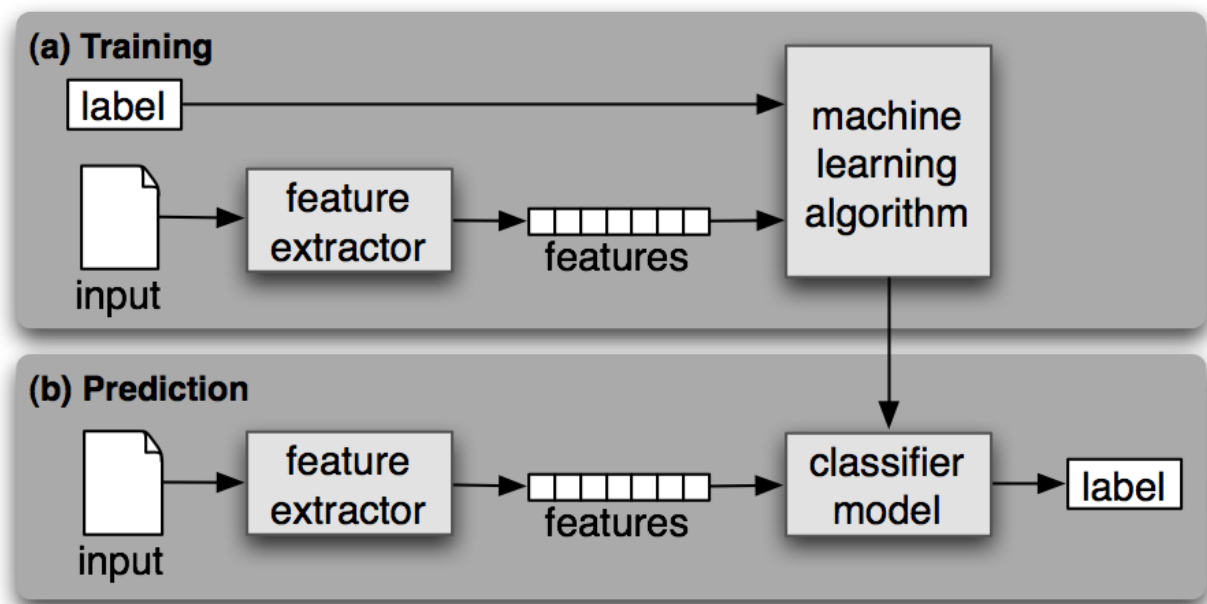 (a) Training
label
machine
learning
algorithm
feature
extractor
features
input
(b) Prediction
feature
extractor
features
classifier
model
label
input